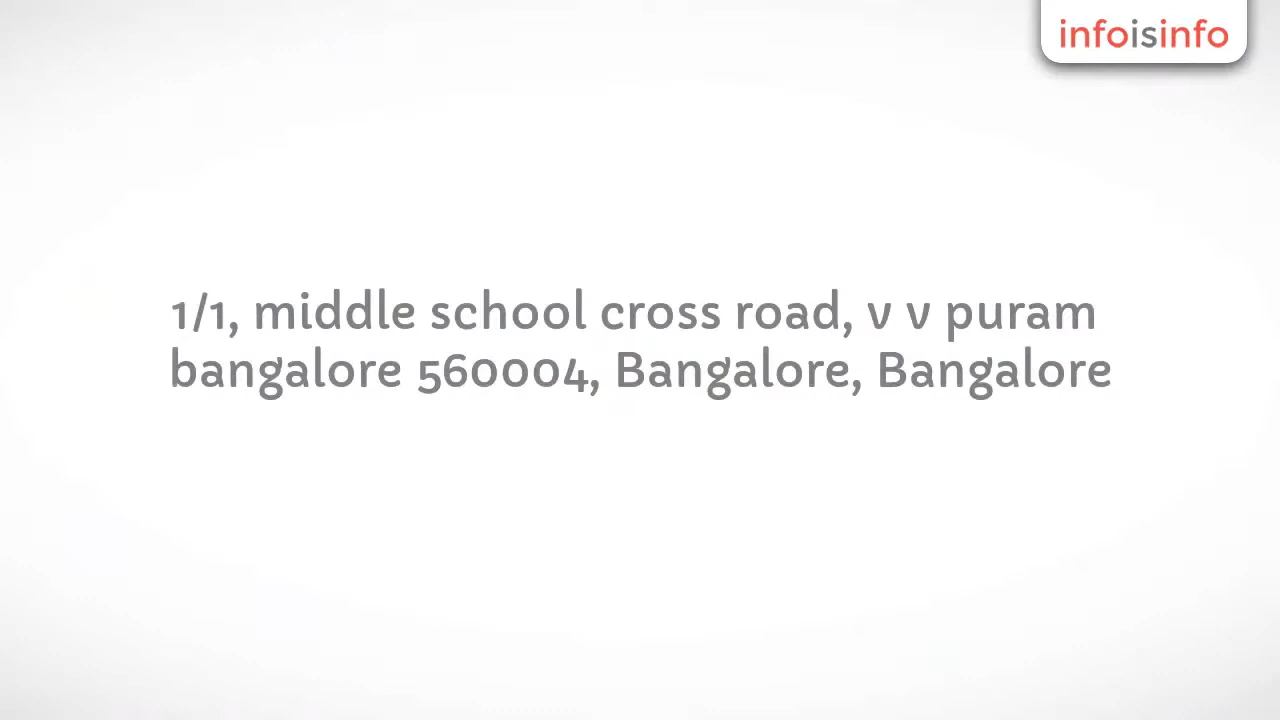 infoisinfo
1/1, middle school cross road, v v puram
bangalore 560004, Bangalore, Bangalore